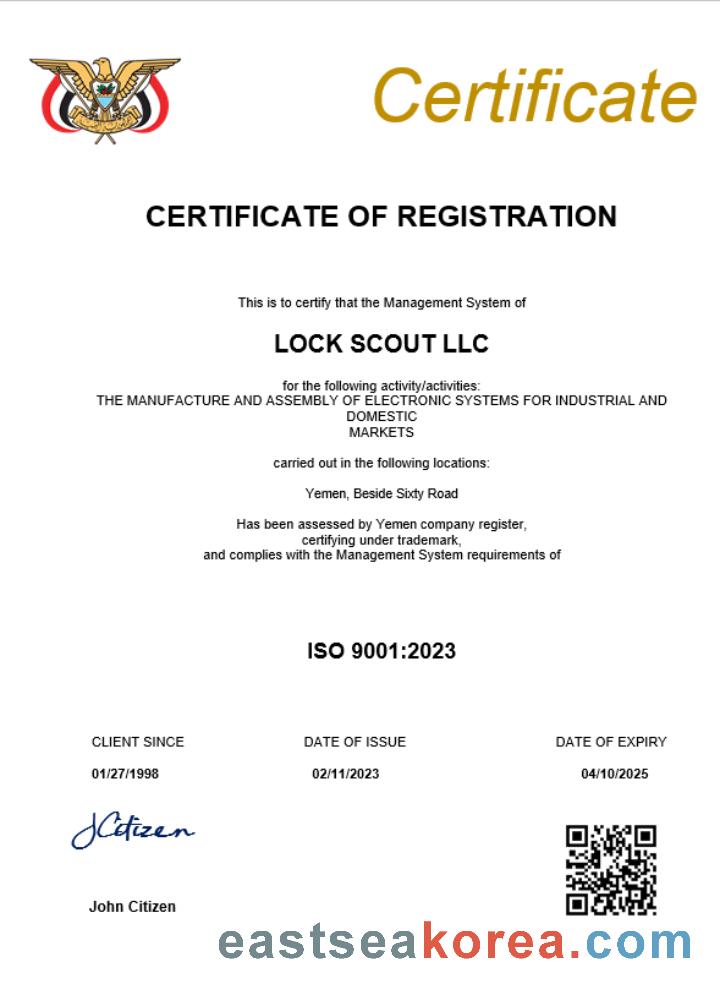 Certificate
CERTIFICATE OF REGISTRATION
This is to certify that the Management System of
LOCK SCOUT LLC
for the following activity/activities:
THE MANUFACTURE AND ASSEMBLY OF ELECTRONIC SYSTEMS FOR INDUSTRIAL AND
DOMESTIC
MARKETS
carried out in the following locations:
Yemen, Beside Sixty Road
Has been assessed by Yemen company register,
certifying under trademark,
and complies with the Management System requirements of
ISO 9001:2023
CLIENT SINCE DATE OF ISSUE DATE OF EXPIRY
01/27/1998 02/11/2023 04/10/2025
JCitizen
John Citizen
eastseakorea.com